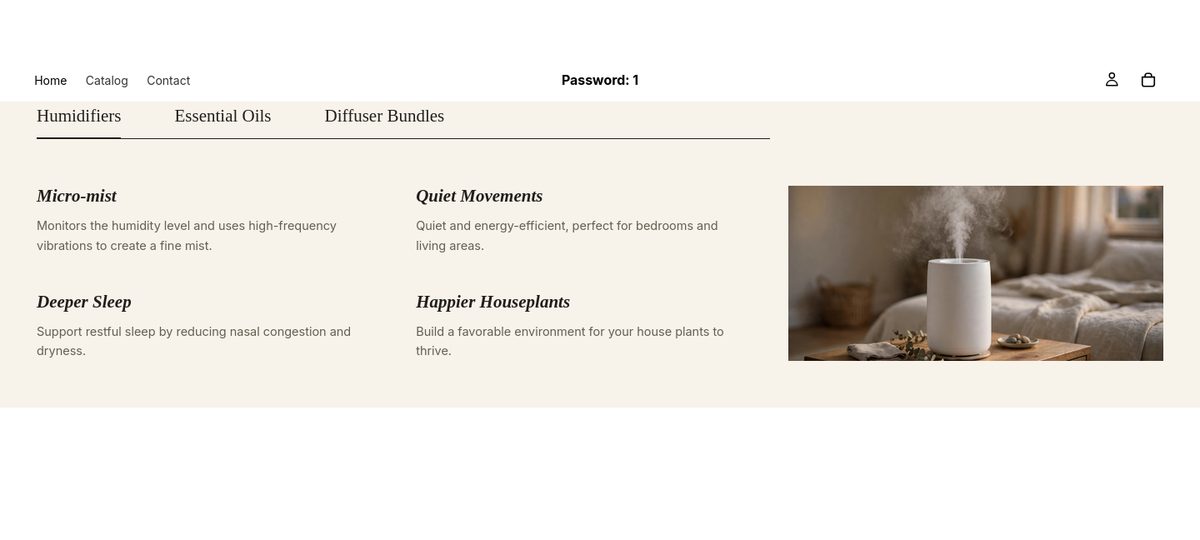 Home Catalog Contact Password: 1
Humidifiers Essential Oils Diffuser Bundles
Micro-mist
Monitors the humidity level and uses high-frequency
vibrations to create a fine mist.
Quiet Movements
Quiet and energy-efficient, perfect for bedrooms and
living areas.
Deeper Sleep
Support restful sleep by reducing nasal congestion and
dryness.
Happier Houseplants
Build a favorable environment for your house plants to
thrive.